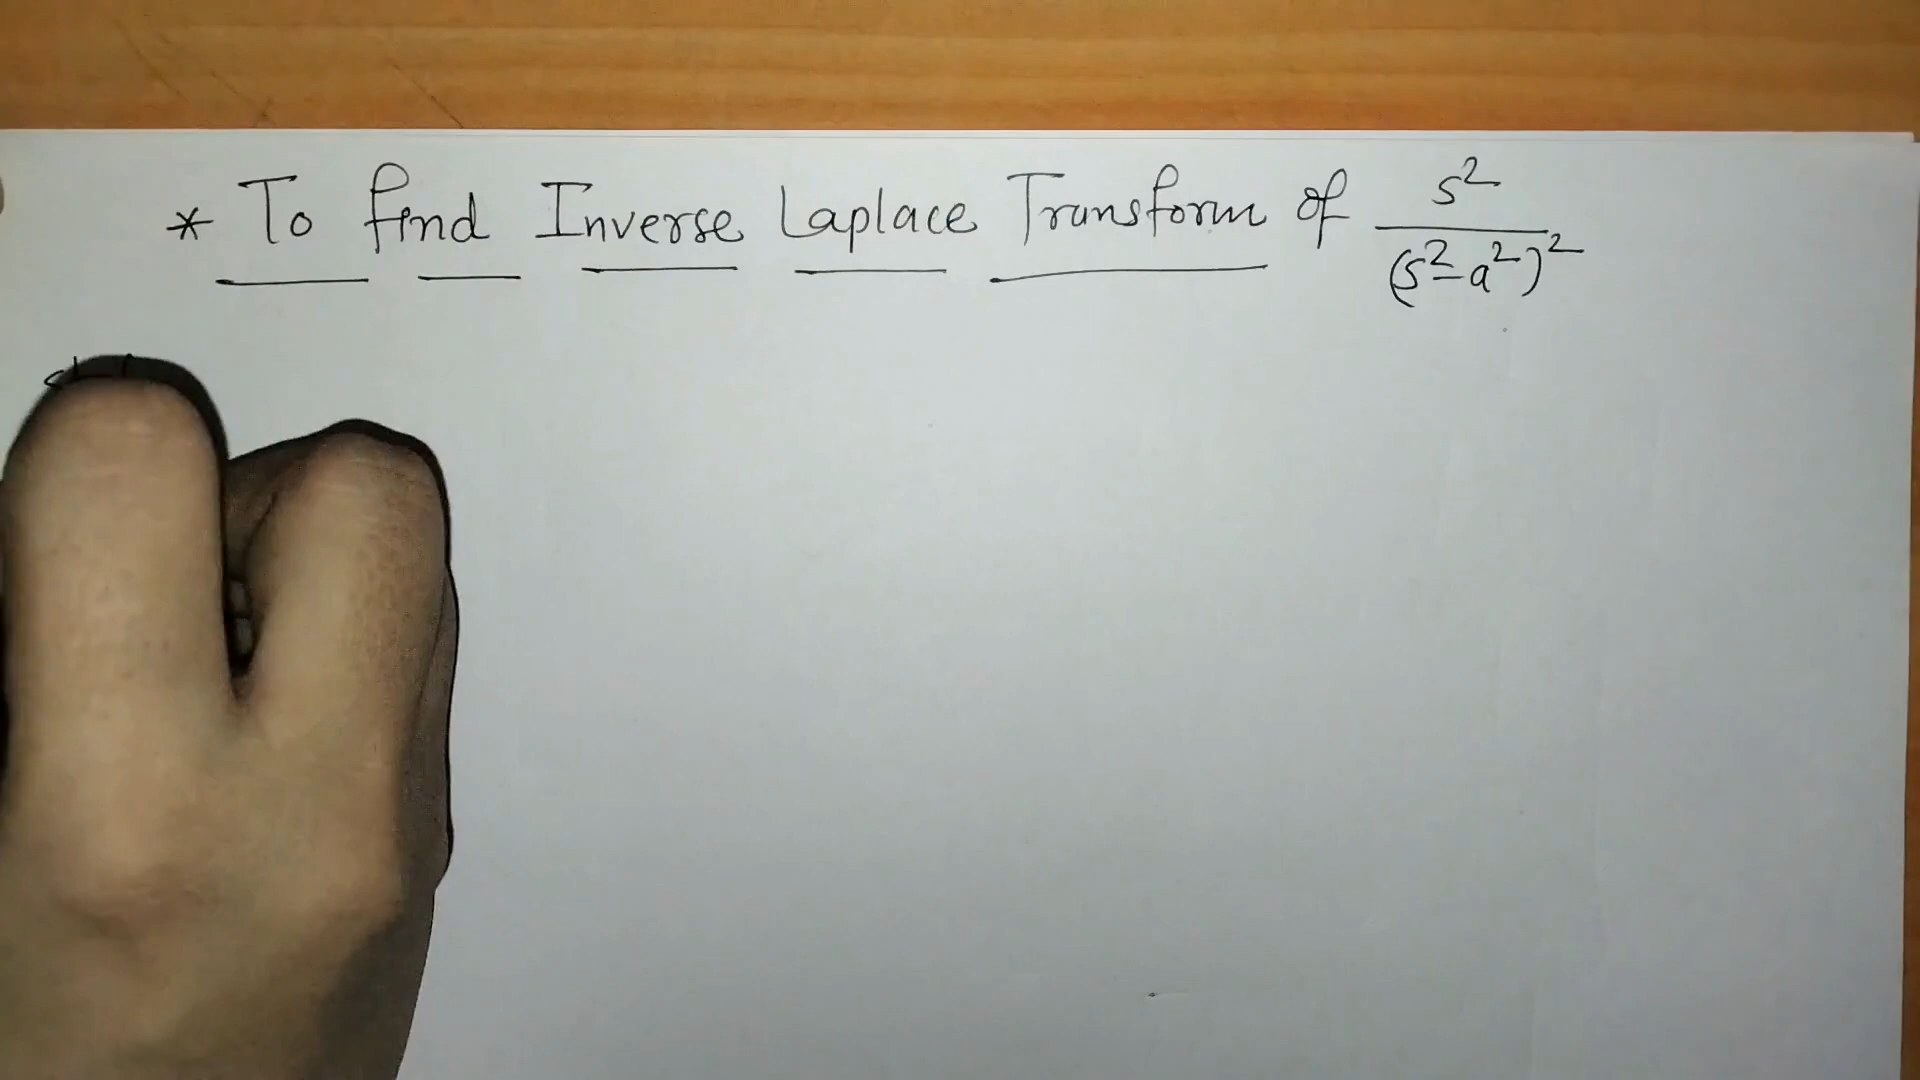 * To find Inverse Laplace Transform of s²/(s²-a²)²